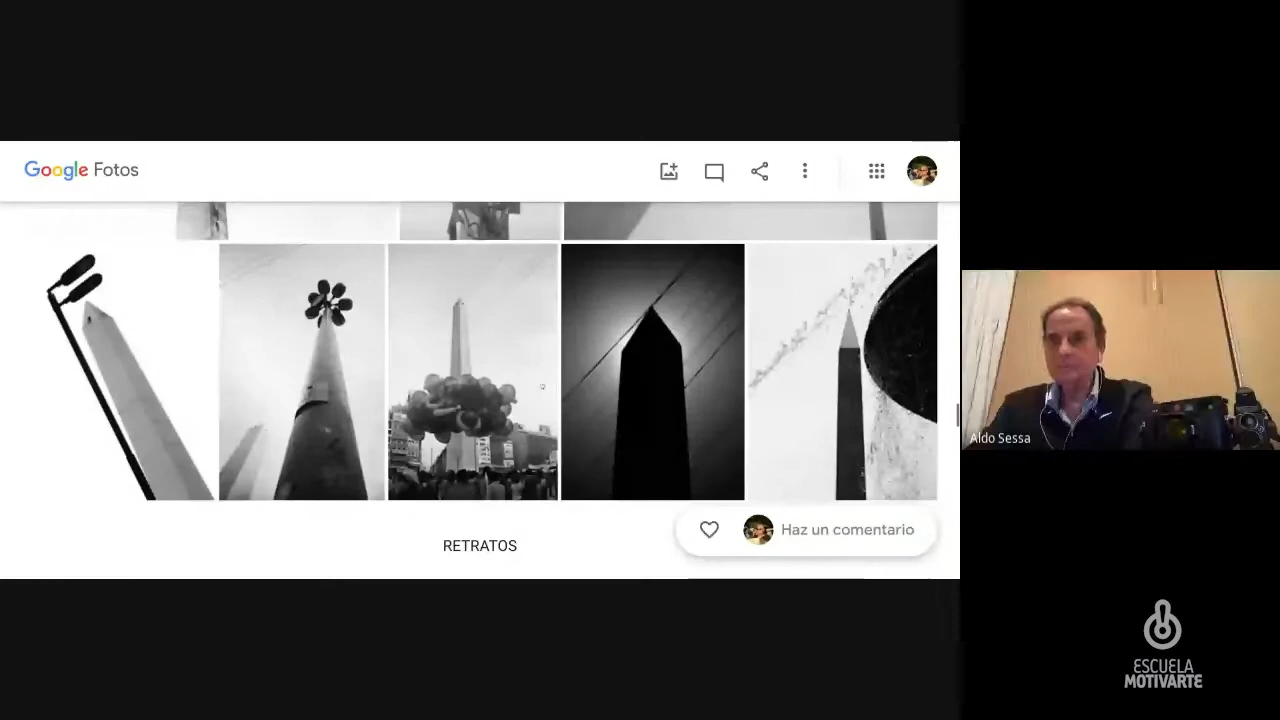 Google Fotos
Aldo Sessa
Haz un comentario
RETRATOS
ESCUELA
MOTIVARTE